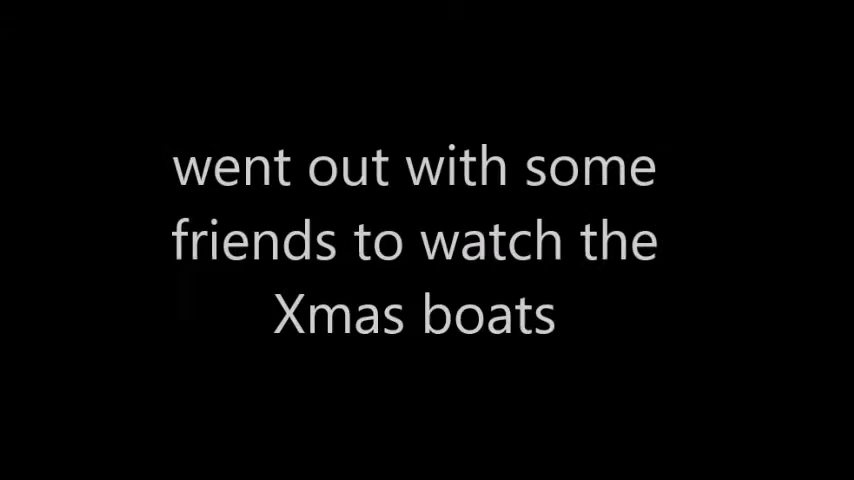 went out with some
friends to watch the
Xmas boats